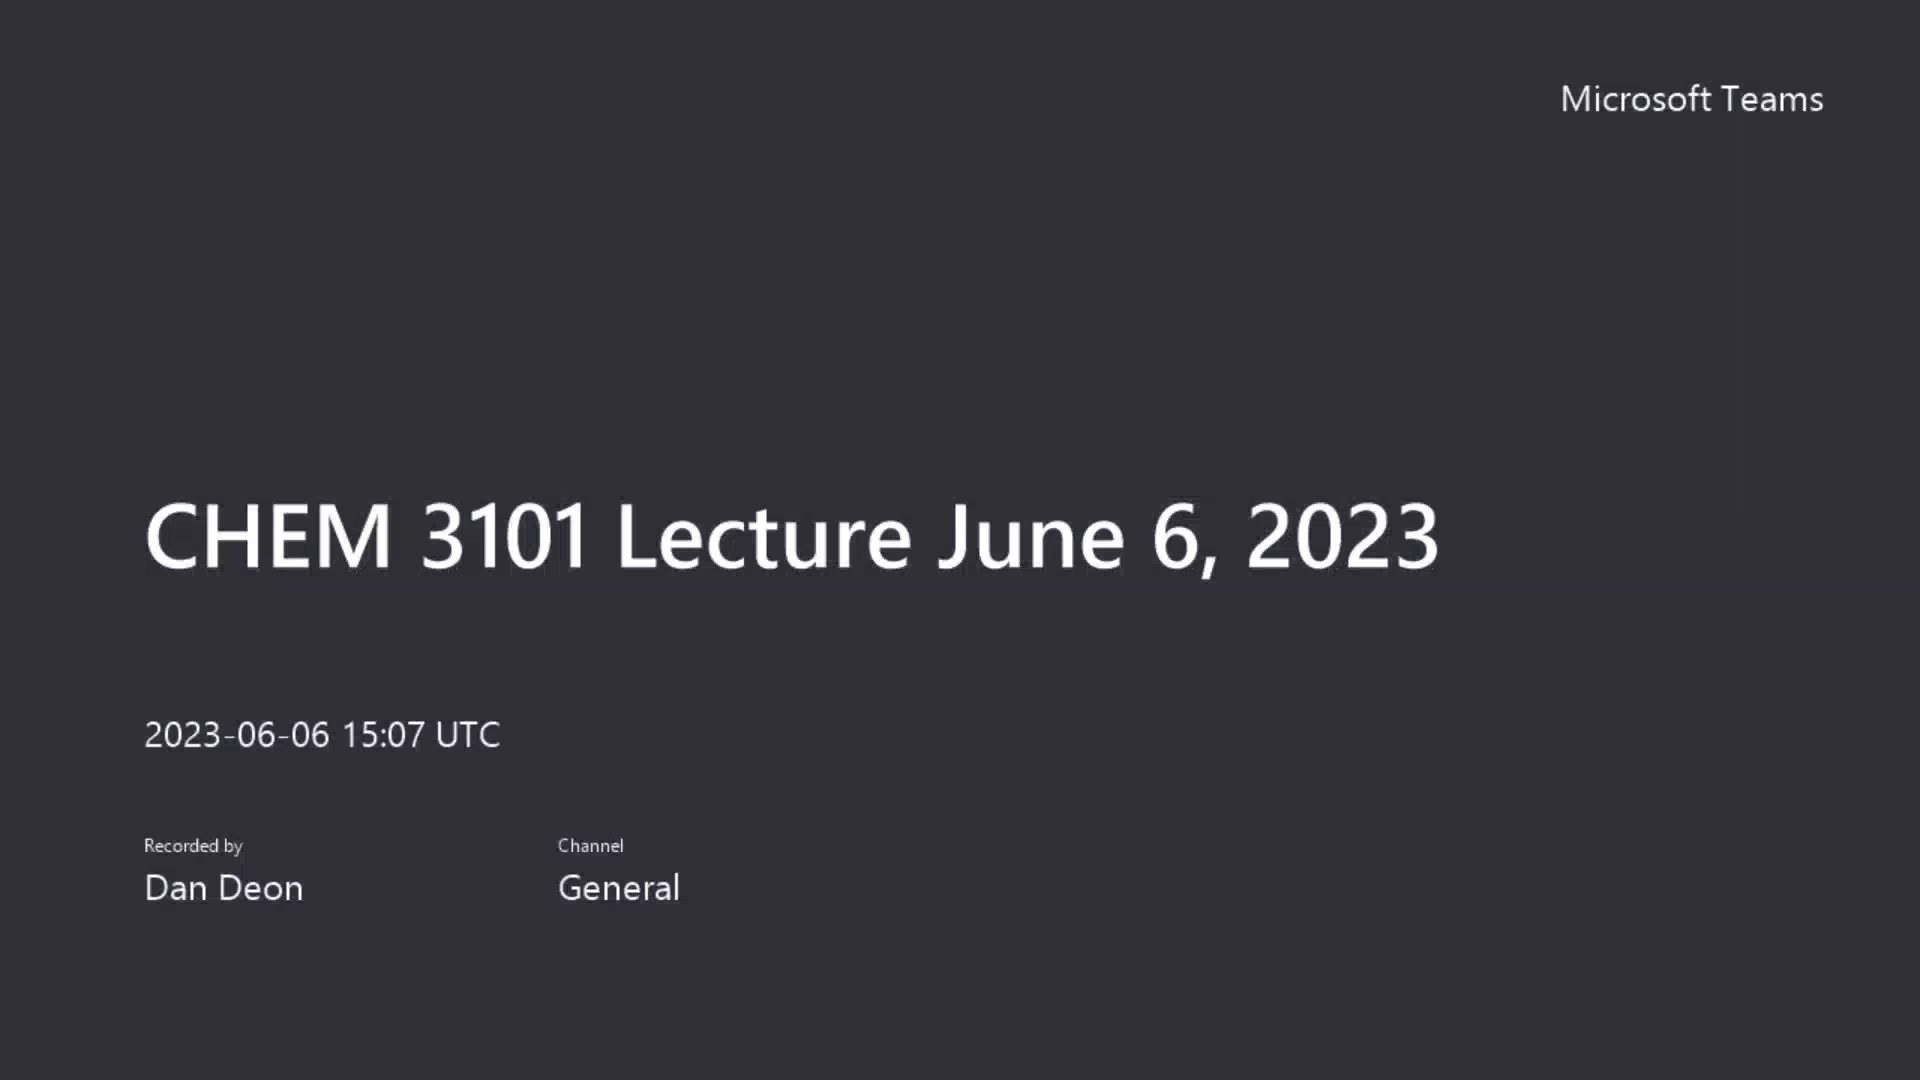 Microsoft Teams
CHEM 3101 Lecture June 6, 2023
2023-06-06 15:07 UTC
Recorded by
Dan Deon
Channel
General